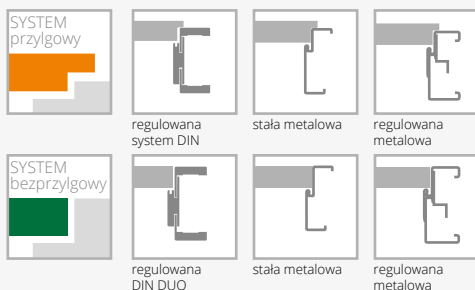 SYSTEM
przylgowy
regulowana
system DIN
stała metalowa
regulowana
metalowa
SYSTEM
bezprzylgowy
regulowana
DIN DUO
stała metalowa
regulowana
metalowa